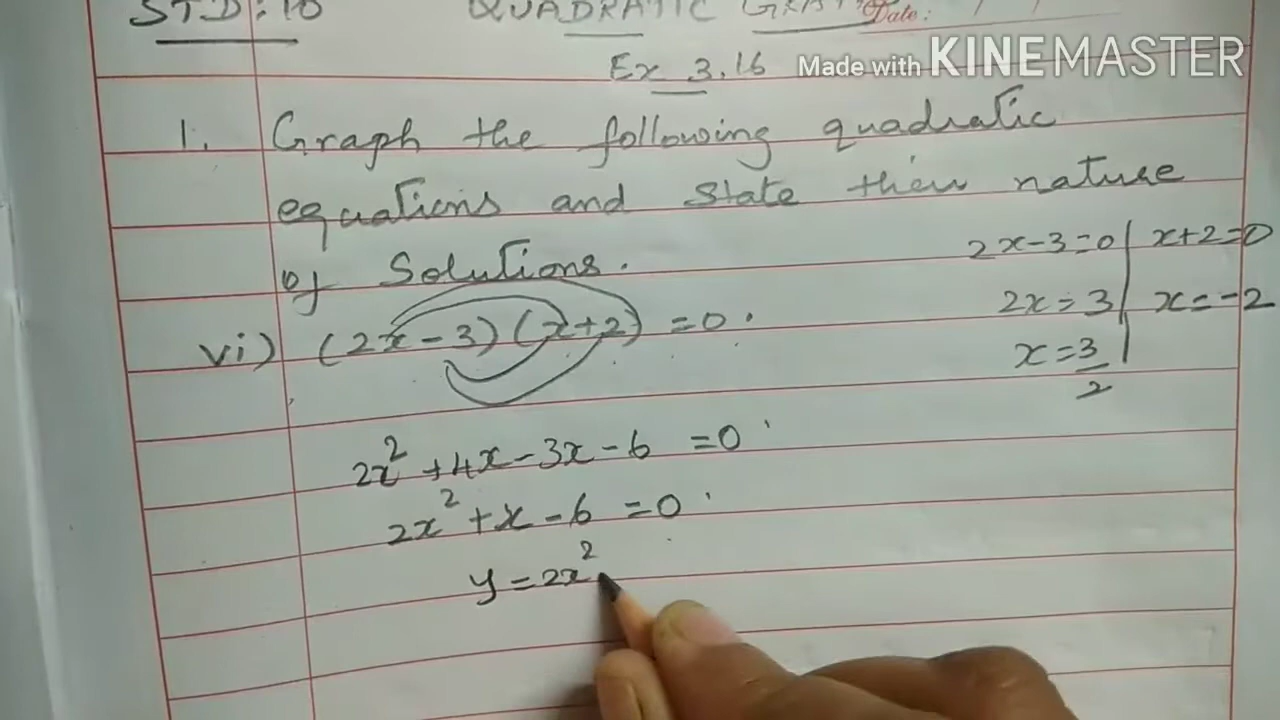 STD: 10 QUADRATIC Date:
Ex 3.16 Made with KINEMASTER
1. Graph the following quadratic
equations and state their nature
of Solutions.
2x-3=0 | x+2=0
2x=3 | x=-2
x=3/2
vi) (2x-3)(x+2)=0.
2x²+4x-3x-6=0
2x²+x-6=0
y=2x²